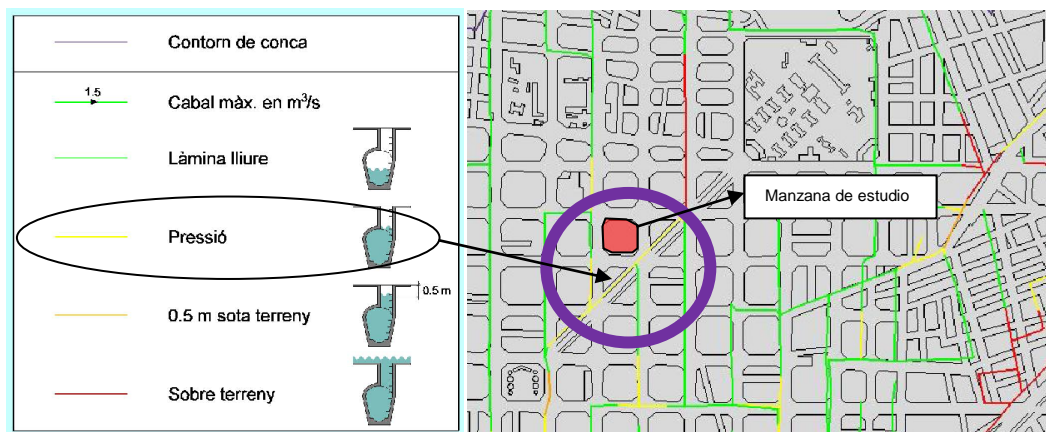 Contorn de conca
1.5
Cabal màx. en m³/s
Làmina lliure
Pressió
0.5 m
0.5 m sota terreny
Sobre terreny
Manzana de estudio